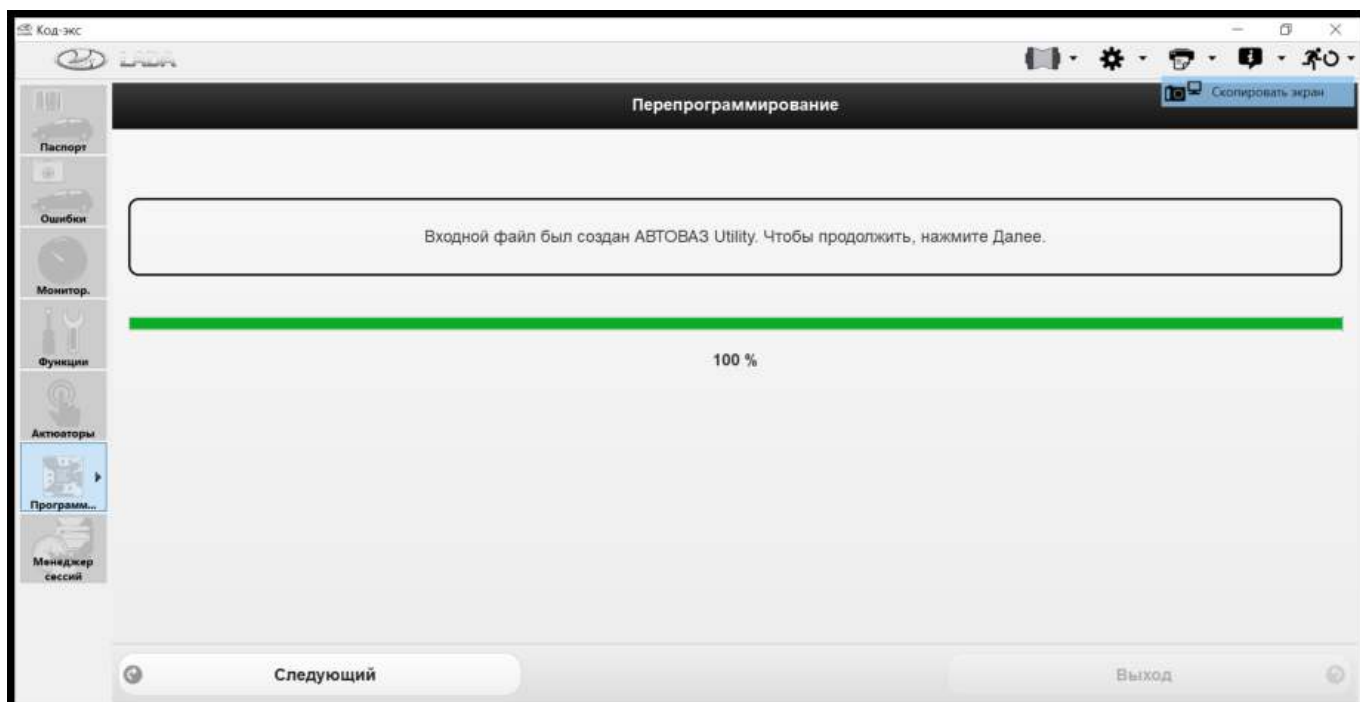 Код-экс
LADA
Скопировать экран
Перепрограммирование
Паспорт
Ошибки
Монитор.
Функции
Актюаторы
Программ...
Менеджер
сессий
Входной файл был создан АВТОВАЗ Utility. Чтобы продолжить, нажмите Далее.
100 %
Следующий
Выход